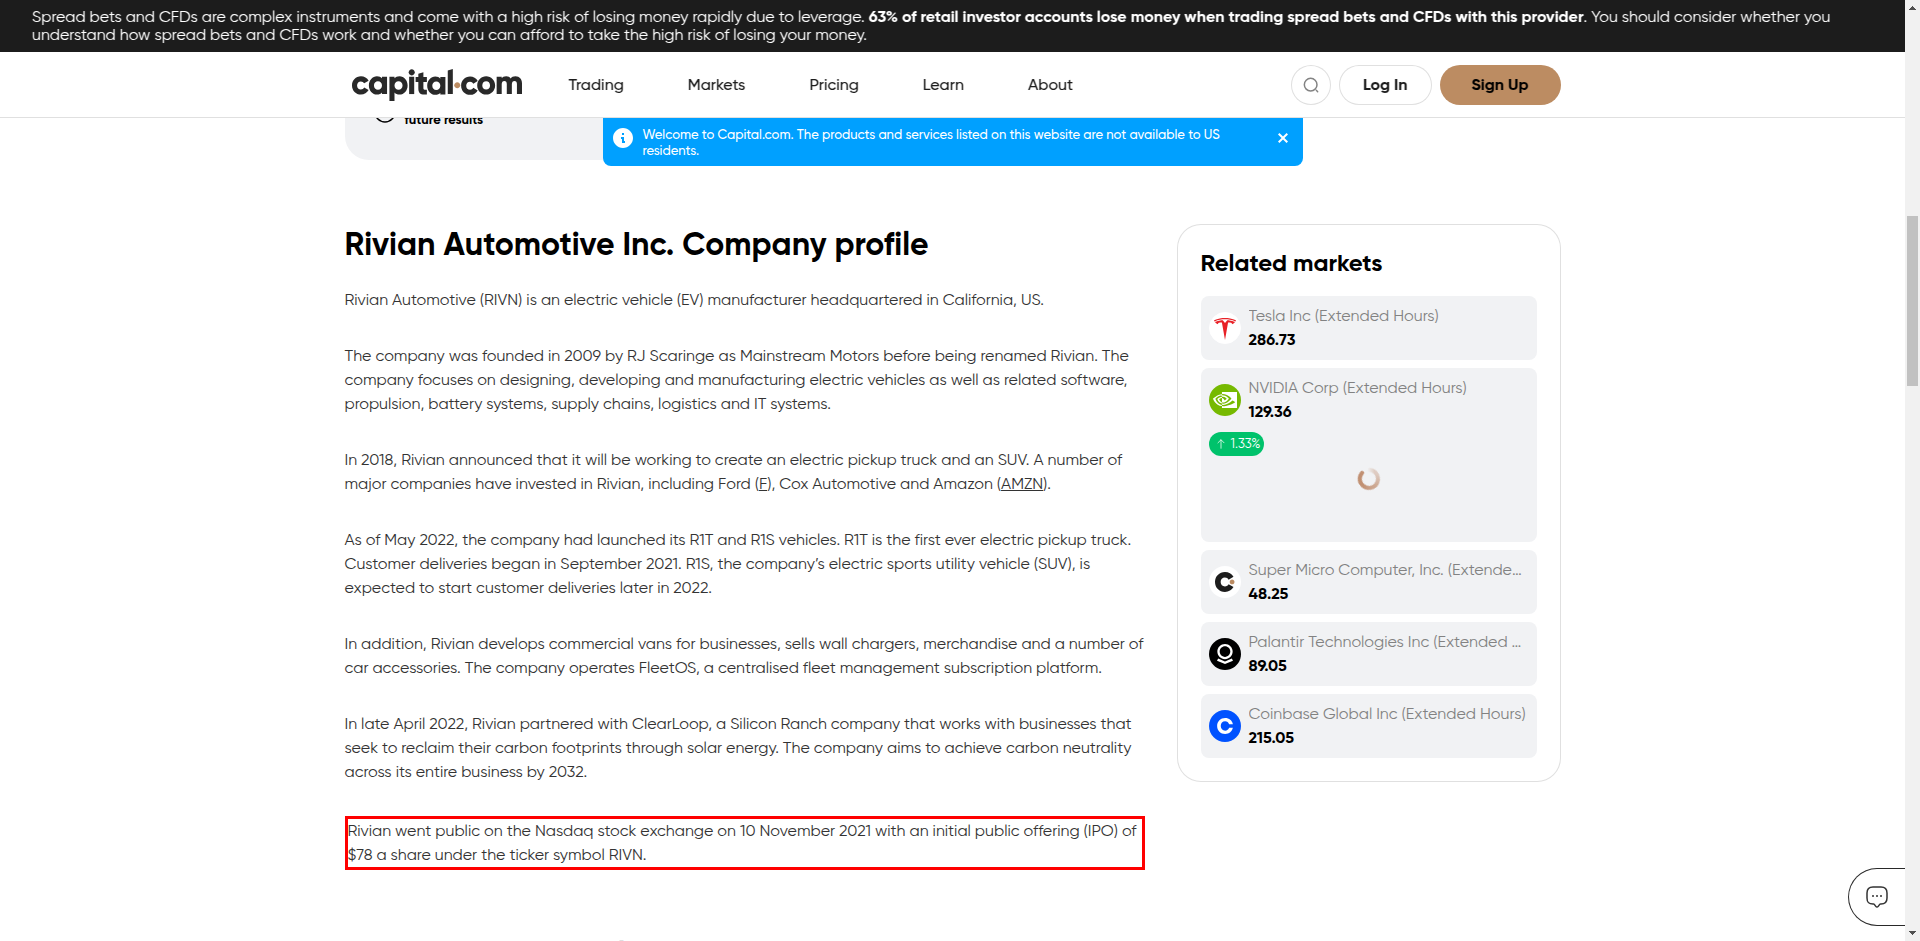 Spread bets and CFDs are complex instruments and come with a high risk of losing money rapidly due to leverage. 63% of retail investor accounts lose money when trading spread bets and CFDs with this provider. You should consider whether you
understand how spread bets and CFDs work and whether you can afford to take the high risk of losing your money.
capital.com
Trading
Markets
Pricing
Learn
About
Log In
Sign Up
future results
Welcome to Capital.com. The products and services listed on this website are not available to US
residents.
Rivian Automotive Inc. Company profile
Rivian Automotive (RIVN) is an electric vehicle (EV) manufacturer headquartered in California, US.
The company was founded in 2009 by RJ Scaringe as Mainstream Motors before being renamed Rivian. The
company focuses on designing, developing and manufacturing electric vehicles as well as related software,
propulsion, battery systems, supply chains, logistics and IT systems.
In 2018, Rivian announced that it will be working to create an electric pickup truck and an SUV. A number of
major companies have invested in Rivian, including Ford (F), Cox Automotive and Amazon (AMZN).
As of May 2022, the company had launched its R1T and R1S vehicles. R1T is the first ever electric pickup truck.
Customer deliveries began in September 2021. R1S, the company’s electric sports utility vehicle (SUV), is
expected to start customer deliveries later in 2022.
In addition, Rivian develops commercial vans for businesses, sells wall chargers, merchandise and a number of
car accessories. The company operates FleetOS, a centralised fleet management subscription platform.
In late April 2022, Rivian partnered with ClearLoop, a Silicon Ranch company that works with businesses that
seek to reclaim their carbon footprints through solar energy. The company aims to achieve carbon neutrality
across its entire business by 2032.
Rivian went public on the Nasdaq stock exchange on 10 November 2021 with an initial public offering (IPO) of
$78 a share under the ticker symbol RIVN.
Related markets
Tesla Inc (Extended Hours)
286.73
NVIDIA Corp (Extended Hours)
129.36
↑ 1.33%
Super Micro Computer, Inc. (Extende...
48.25
Palantir Technologies Inc (Extended ...
89.05
Coinbase Global Inc (Extended Hours)
215.05